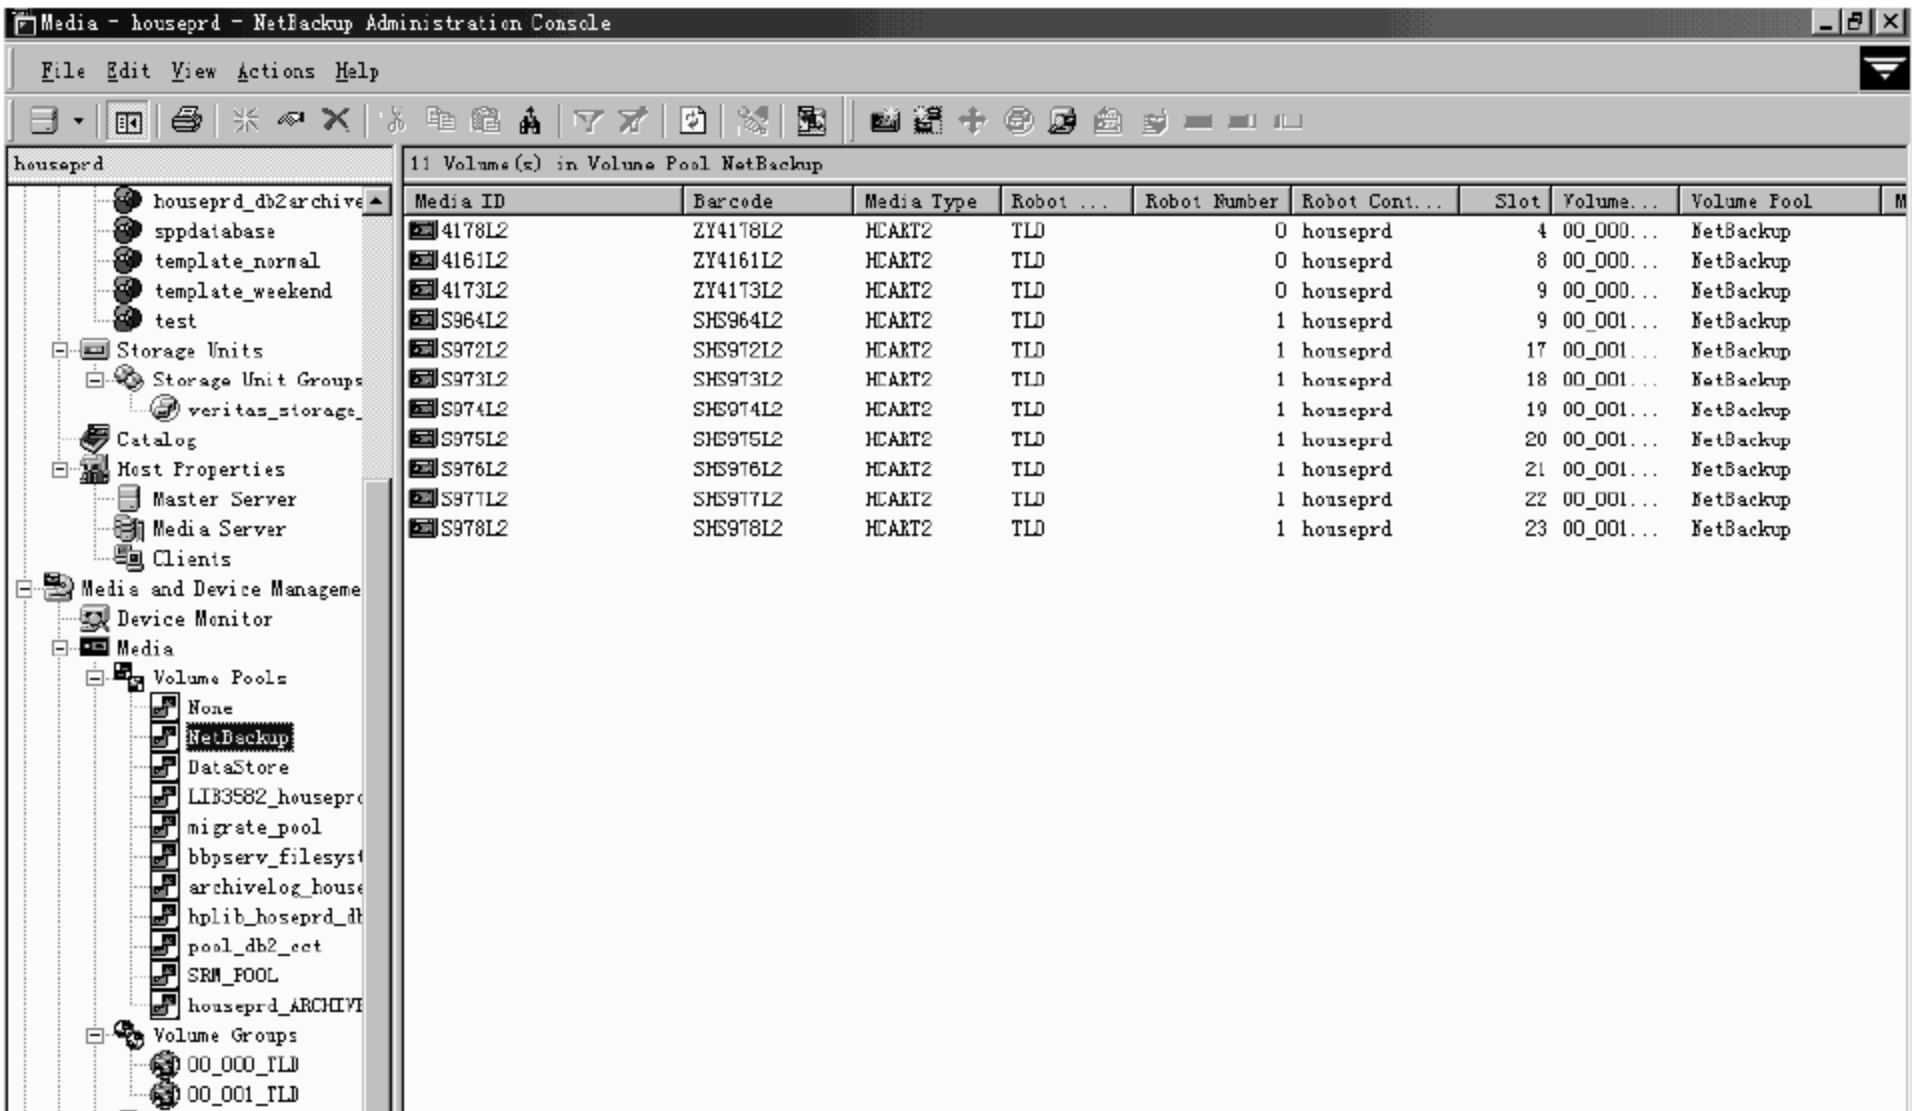 Media - houseprd - NetBackup Administration Console
File Edit View Actions Help
houseprd
11 Volume(s) in Volume Pool NetBackup
houseprd_db2archive
sppdatabase
template_normal
template_weekend
test
Storage Units
Storage Unit Groups
veritas_storage_
Catalog
Host Properties
Master Server
Media Server
Clients
Media and Device Manageme
Device Monitor
Media
Volume Pools
None
NetBackup
DataStore
LIB3582_houseprd
migrate_pool
bbpserv_filesyst
archivelog_house
hplib_hoseprd_db
pool_db2_cct
SRM_POOL
houseprd_ARCHIVE
Volume Groups
00_000_TLD
00_001_TLD
Media ID Barcode Media Type Robot ... Robot Number Robot Cont... Slot Volume... Volume Pool M
4178L2 ZY4178L2 HCART2 TLD 0 houseprd 4 00_000... NetBackup
4161L2 ZY4161L2 HCART2 TLD 0 houseprd 8 00_000... NetBackup
4173L2 ZY4173L2 HCART2 TLD 0 houseprd 9 00_000... NetBackup
S964L2 SHS964L2 HCART2 TLD 1 houseprd 9 00_001... NetBackup
S972L2 SHS972L2 HCART2 TLD 1 houseprd 17 00_001... NetBackup
S973L2 SHS973L2 HCART2 TLD 1 houseprd 18 00_001... NetBackup
S974L2 SHS974L2 HCART2 TLD 1 houseprd 19 00_001... NetBackup
S975L2 SHS975L2 HCART2 TLD 1 houseprd 20 00_001... NetBackup
S976L2 SHS976L2 HCART2 TLD 1 houseprd 21 00_001... NetBackup
S977L2 SHS977L2 HCART2 TLD 1 houseprd 22 00_001... NetBackup
S978L2 SHS978L2 HCART2 TLD 1 houseprd 23 00_001... NetBackup